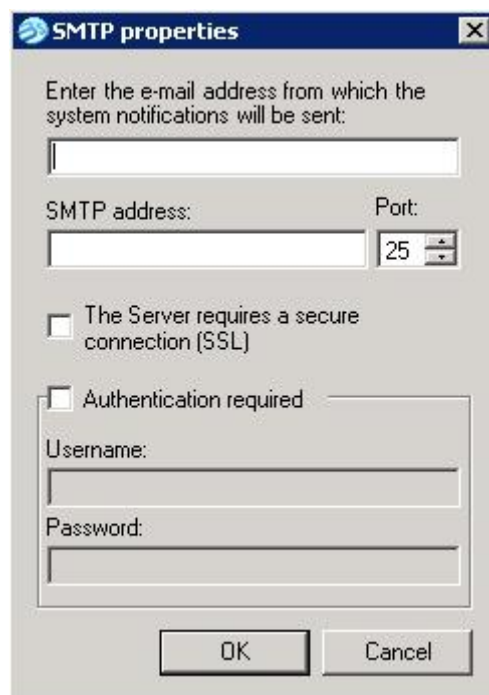 SMTP properties
Enter the e-mail address from which the
system notifications will be sent:
SMTP address:
Port:
25
The Server requires a secure
connection (SSL)
Authentication required
Username:
Password:
OK
Cancel